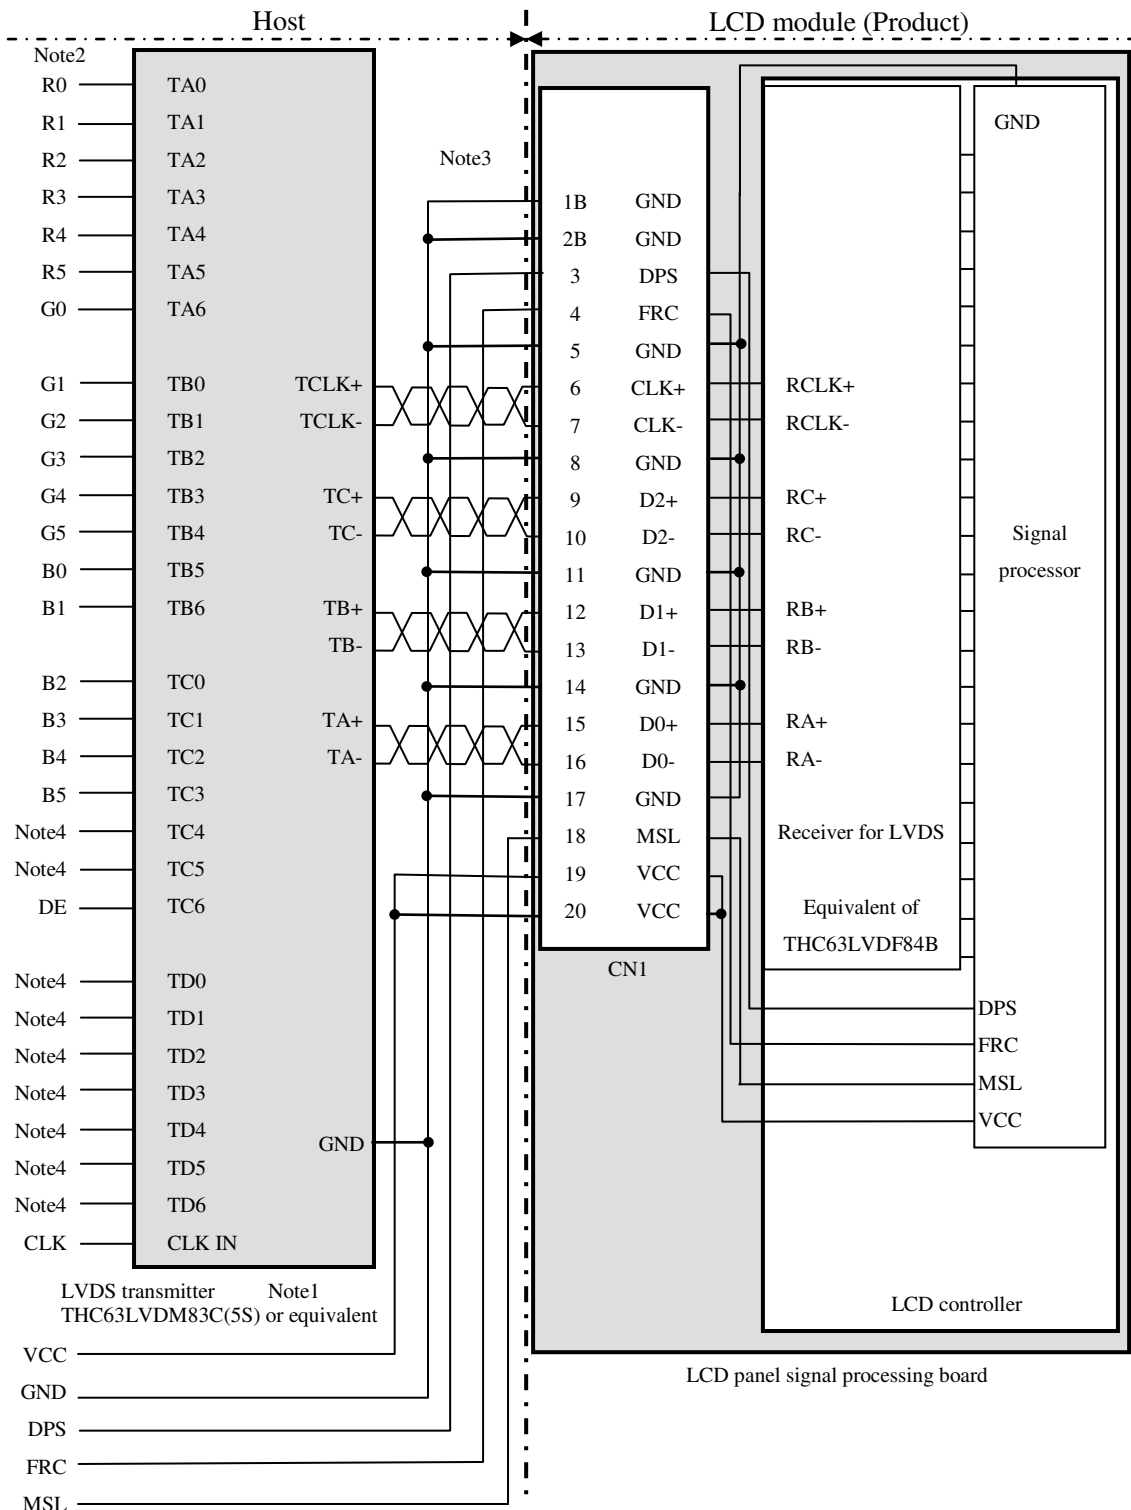 Host LCD module (Product)
Note2
R0 TA0
R1 TA1 GND
R2 TA2 Note3
R3 TA3 1B GND
R4 TA4 2B GND
R5 TA5 3 DPS
G0 TA6 4 FRC
5 GND
G1 TB0 TCLK+ 6 CLK+ RCLK+
G2 TB1 TCLK- 7 CLK- RCLK-
G3 TB2 8 GND
G4 TB3 TC+ 9 D2+ RC+
G5 TB4 TC- 10 D2- RC- Signal
B0 TB5 11 GND processor
B1 TB6 TB+ 12 D1+ RB+
TB- 13 D1- RB-
B2 TC0 14 GND
B3 TC1 TA+ 15 D0+ RA+
B4 TC2 TA- 16 D0- RA-
B5 TC3 17 GND
Note4 TC4 18 MSL Receiver for LVDS
Note4 TC5 19 VCC
DE TC6 20 VCC Equivalent of
THC63LVDF84B
CN1
Note4 TD0
DPS
Note4 TD1
FRC
Note4 TD2
MSL
Note4 TD3
VCC
Note4 TD4
GND
Note4 TD5
Note4 TD6
CLK CLK IN
LVDS transmitter Note1
THC63LVDM83C(5S) or equivalent
LCD controller
VCC
LCD panel signal processing board
GND
DPS
FRC
MSL